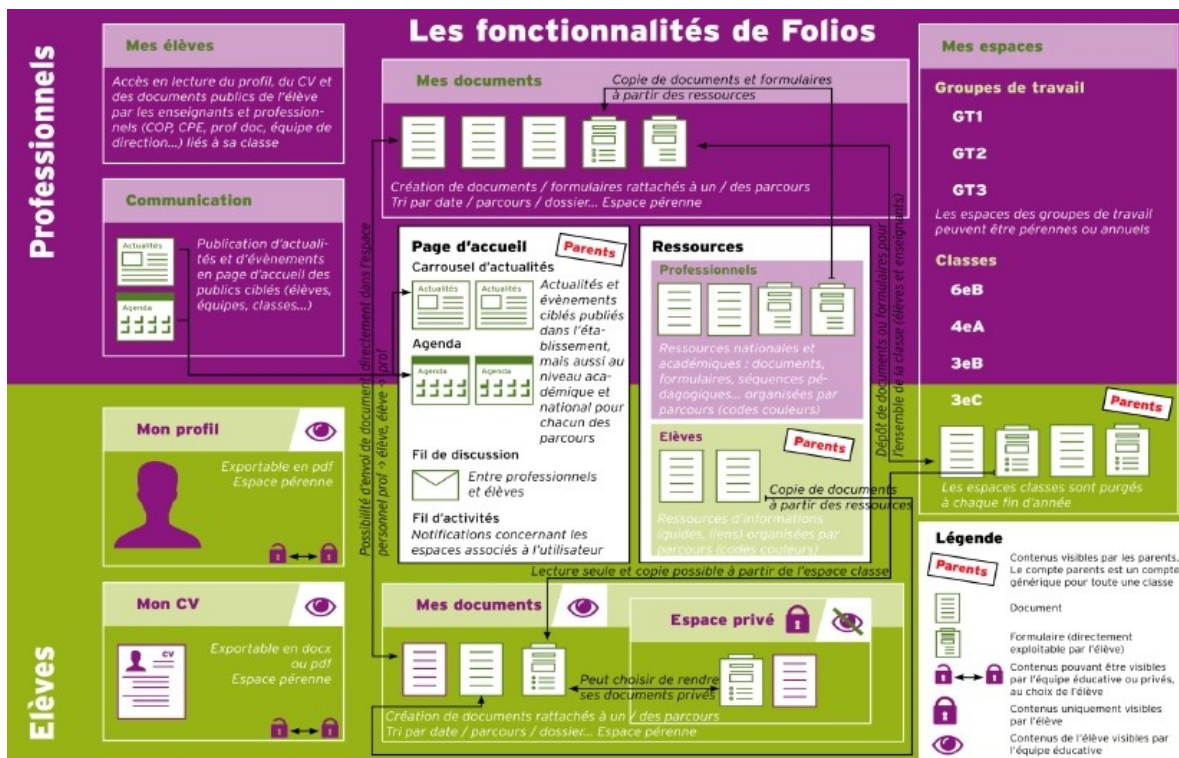 Les fonctionnalités de Folios
Professionnels
Mes élèves
Accès en lecture du profil, du CV et
des documents publics de l'élève
par les enseignants et profession-
nels (COP, CPE, prof doc, équipe de
direction...) liés à sa classe
Communication
Actualités
Agenda
Publication d'actuali-
tés et d'évènements
en page d'accueil des
publics ciblés (élèves,
équipes, classes...)
Mes documents
Copie de documents et formulaires
à partir des ressources
Création de documents / formulaires rattachés à un / des parcours
Tri par date / parcours / dossier... Espace pérenne
Possibilité d'envoi de document directement dans l'espace
personnel prof → élève, élève → prof
Page d'accueil
Parents
Carrousel d'actualités
Actualités
Actualités
Agenda
Agenda
Agenda
Actualités et
évènements
ciblés publiés
dans l'éta-
blissement,
mais aussi au
niveau aca-
démique et
national pour
chacun des
parcours
Fil de discussion
Entre professionnels
et élèves
Fil d'activités
Notifications concernant les
espaces associés à l'utilisateur
Ressources
Professionnels
Ressources nationales et
académiques : documents,
formulaires, séquences pé-
dagogiques... organisées par
parcours (codes couleurs)
Elèves
Parents
Copie de documents
à partir des ressources
Ressources d'informations
(guides, liens) organisées par
parcours (codes couleurs)
Dépôt de documents ou formulaires pour
l'ensemble de la classe (élèves et enseignants)
Mes espaces
Groupes de travail
GT1
GT2
GT3
Les espaces des groupes de travail
peuvent être pérennes ou annuels
Classes
6eB
4eA
3eB
3eC
Parents
Les espaces classes sont purgés
à chaque fin d'année
Elèves
Mon profil
Exportable en pdf
Espace pérenne
Mon CV
CV
Exportable en docx
ou pdf
Espace pérenne
Lecture seule et copie possible à partir de l'espace classe
Mes documents
Espace privé
Peut choisir de rendre
ses documents privés
Création de documents rattachés à un / des parcours
Tri par date / parcours / dossier... Espace pérenne
Légende
Parents
Contenus visibles par les parents.
Le compte parents est un compte
générique pour toute une classe
Document
Formulaire (directement
exploitable par l'élève)
Contenus pouvant être visibles
par l'équipe éducative ou privés,
au choix de l'élève
Contenus uniquement visibles
par l'élève
Contenus de l'élève visibles par
l'équipe éducative